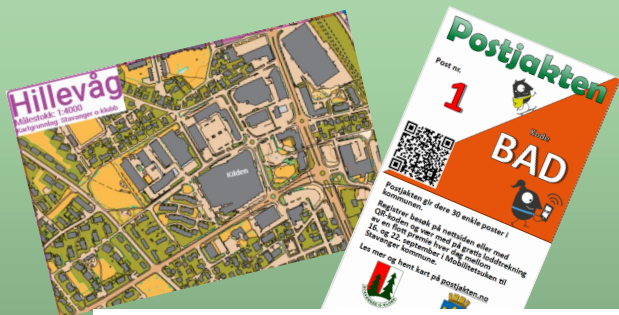 Hillevåg
Målestokk: 1:4000
Kartgrunnlag: Stavanger o-klubb
Kilden
Postjakten
Post nr.
1
Kode
BAD
Postjakten gir dere 30 enkle poster i
kommunen.
Registrer besøk på nettsiden eller med
QR-koden og vær med på gratis loddtrekning
av en flott premie hver dag mellom
16. og 22. september i Mobilitetsuken til
Stavanger kommune.
Les mer og hent kart på postjakten.no